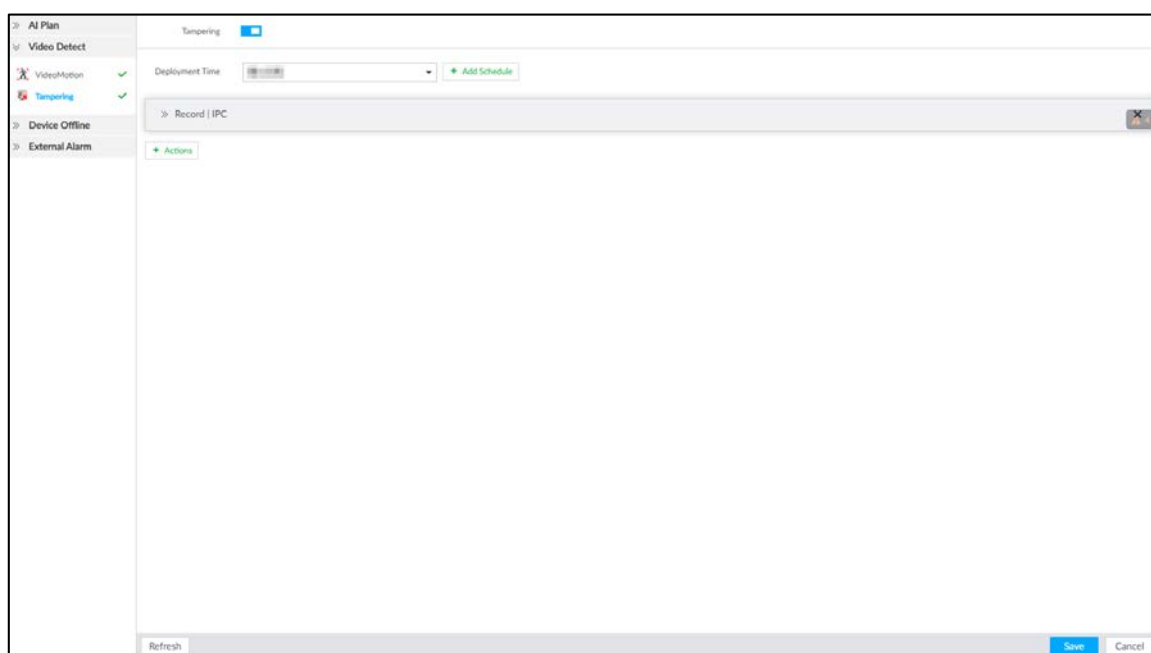 AI Plan
Video Detect
VideoMotion
Tampering
Device Offline
External Alarm
Tampering
Deployment Time
+ Add Schedule
Record | IPC
+ Actions
Refresh
Save
Cancel